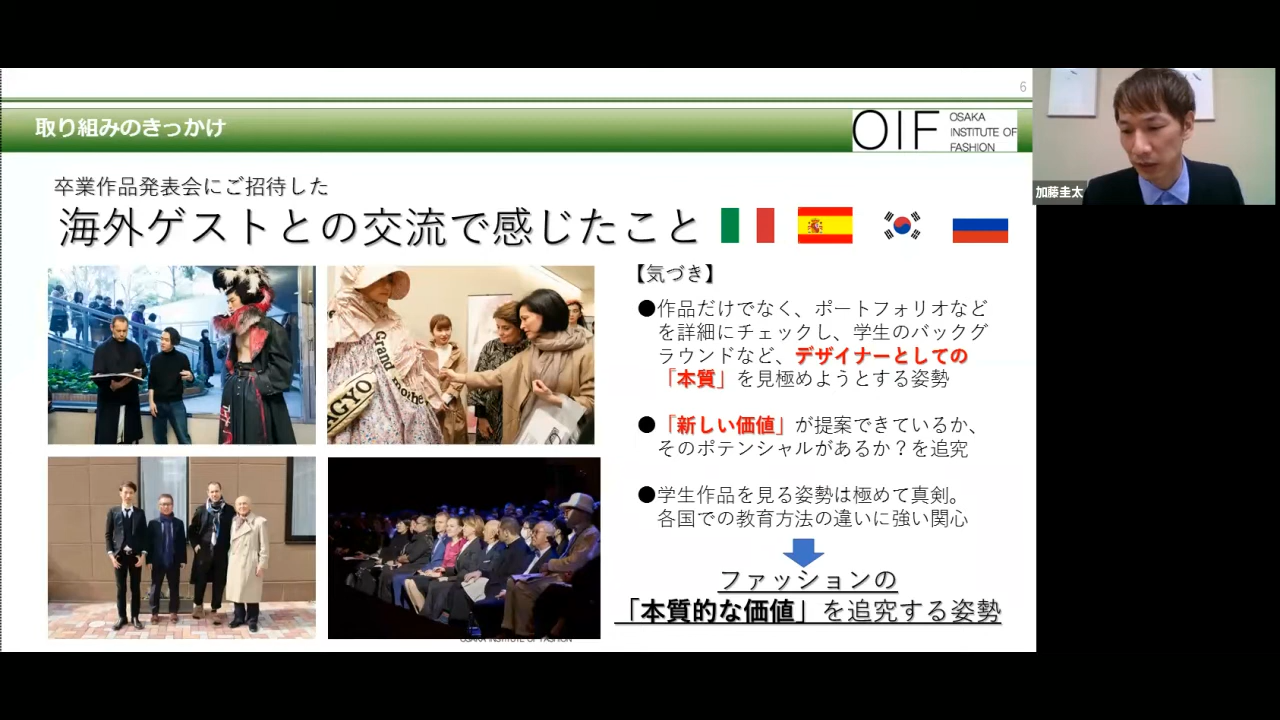 6
取り組みのきっかけ
OIF
OSAKA
INSTITUTE OF
FASHION
加藤圭太
卒業作品発表会にご招待した
海外ゲストとの交流で感じたこと
Grand mothe
AGYO
【気づき】
●作品だけでなく、ポートフォリオなど
を詳細にチェックし、学生のバックグ
ラウンドなど、デザイナーとしての
「本質」を見極めようとする姿勢
●「新しい価値」が提案できているか、
そのポテンシャルがあるか？を追究
●学生作品を見る姿勢は極めて真剣。
各国での教育方法の違いに強い関心
ファッションの
「本質的な価値」を追究する姿勢
OSAKA INSTITUTE OF FASHION